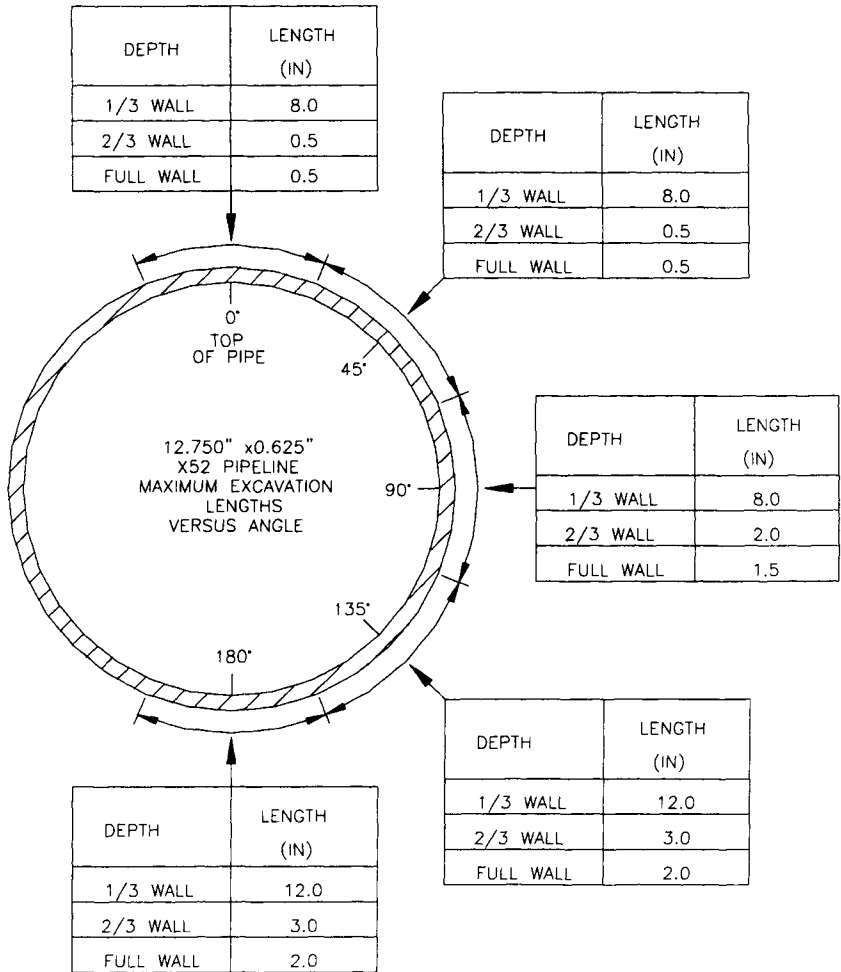 DEPTH LENGTH (IN)
1/3 WALL 8.0
2/3 WALL 0.5
FULL WALL 0.5
DEPTH LENGTH (IN)
1/3 WALL 8.0
2/3 WALL 0.5
FULL WALL 0.5
0°
TOP
OF PIPE
45°
12.750" x0.625"
X52 PIPELINE
MAXIMUM EXCAVATION
LENGTHS
VERSUS ANGLE
90°
DEPTH LENGTH (IN)
1/3 WALL 8.0
2/3 WALL 2.0
FULL WALL 1.5
135°
180°
DEPTH LENGTH (IN)
1/3 WALL 12.0
2/3 WALL 3.0
FULL WALL 2.0
DEPTH LENGTH (IN)
1/3 WALL 12.0
2/3 WALL 3.0
FULL WALL 2.0